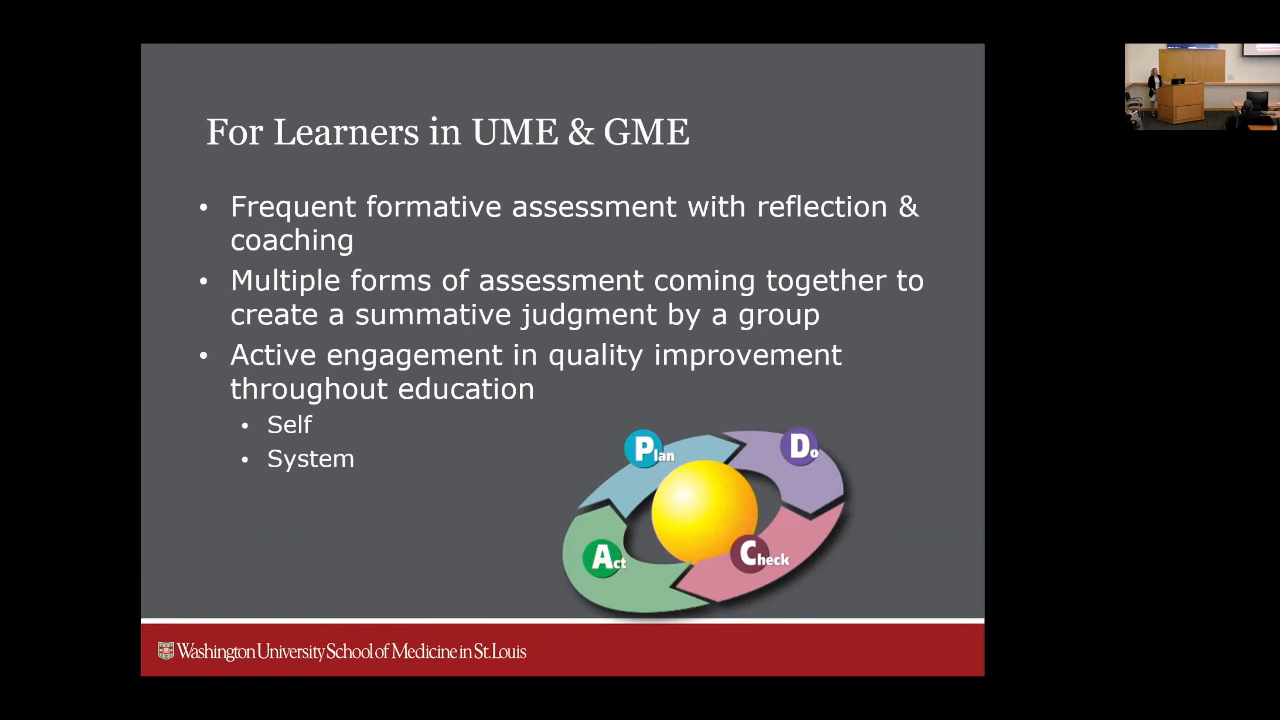 For Learners in UME & GME
• Frequent formative assessment with reflection &
coaching
• Multiple forms of assessment coming together to
create a summative judgment by a group
• Active engagement in quality improvement
throughout education
• Self
• System
Plan
Do
Act
Check
Washington University School of Medicine in St. Louis